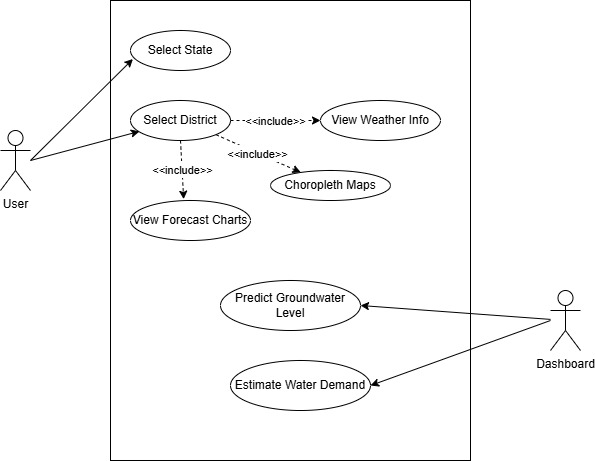 Select State
Select District
<<include>>
View Weather Info
<<include>>
<<include>>
Choropleth Maps
User
View Forecast Charts
Predict Groundwater
Level
Dashboard
Estimate Water Demand